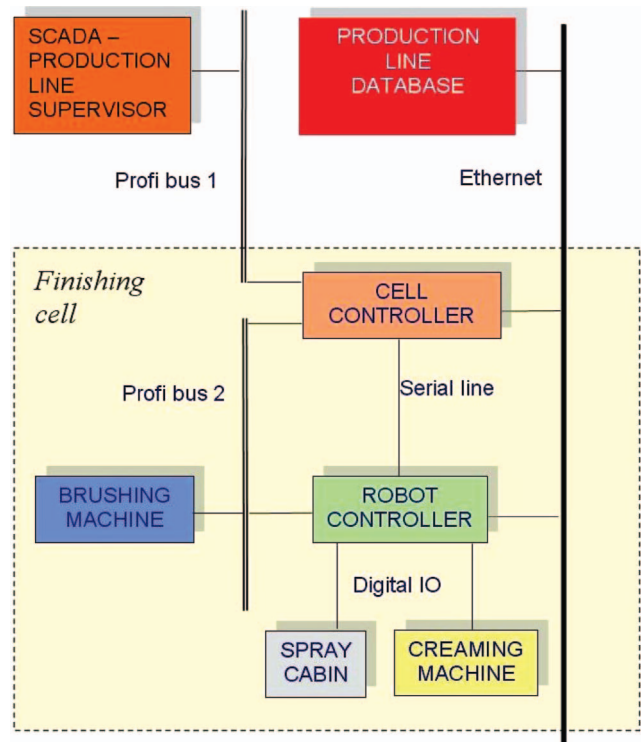 SCADA –
PRODUCTION
LINE
SUPERVISOR
PRODUCTION
LINE
DATABASE
Profi bus 1
Ethernet
Finishing
cell
CELL
CONTROLLER
Profi bus 2
Serial line
BRUSHING
MACHINE
ROBOT
CONTROLLER
Digital IO
SPRAY
CABIN
CREAMING
MACHINE